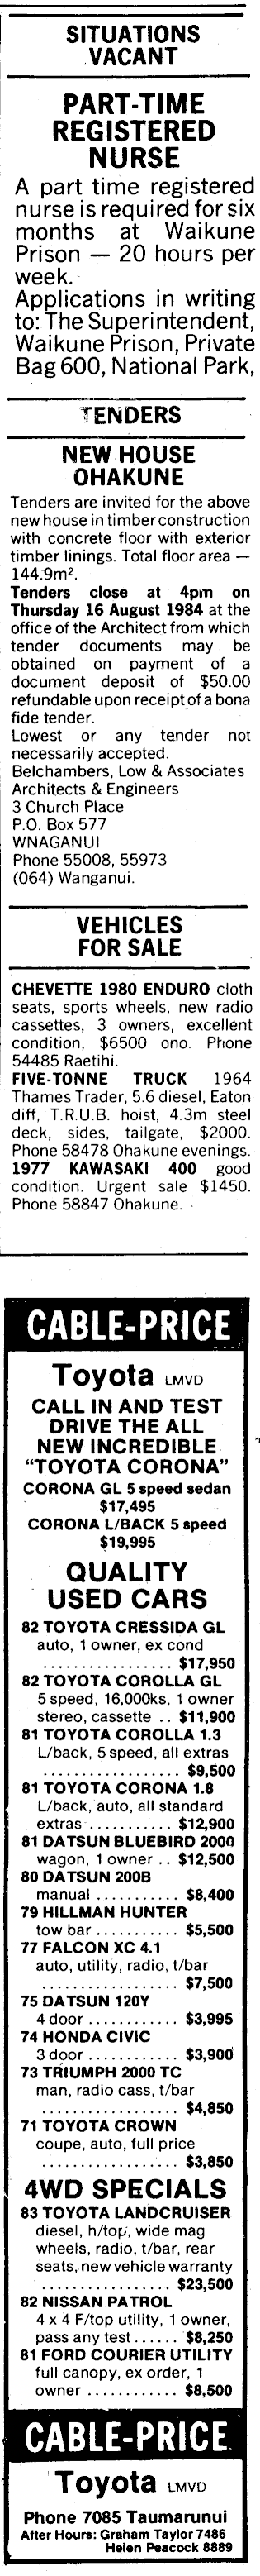 SITUATIONS
VACANT
PART-TIME
REGISTERED
NURSE
A part time registered
nurse is required for six
months at Waikune
Prison — 20 hours per
week.
Applications in writing
to: The Superintendent,
Waikune Prison, Private
Bag 600, National Park,
TENDERS
NEW HOUSE
OHAKUNE
Tenders are invited for the above
new house in timber construction
with concrete floor with exterior
timber linings. Total floor area —
144.9m².
Tenders close at 4pm on
Thursday 16 August 1984 at the
office of the Architect from which
tender documents may be
obtained on payment of a
document deposit of $50.00
refundable upon receipt of a bona
fide tender.
Lowest or any tender not
necessarily accepted.
Belchambers, Low & Associates
Architects & Engineers
3 Church Place
P.O. Box 577
WNAGANUI
Phone 55008, 55973
(064) Wanganui.
VEHICLES
FOR SALE
CHEVETTE 1980 ENDURO cloth
seats, sports wheels, new radio
cassettes, 3 owners, excellent
condition, $6500 ono. Phone
54485 Raetihi.
FIVE-TONNE TRUCK 1964
Thames Trader, 5.6 diesel, Eaton
diff, T.R.U.B. hoist, 4.3m steel
deck, sides, tailgate, $2000.
Phone 58478 Ohakune evenings.
1977 KAWASAKI 400 good
condition. Urgent sale $1450.
Phone 58847 Ohakune.
CABLE-PRICE
Toyota LMVD
CALL IN AND TEST
DRIVE THE ALL
NEW INCREDIBLE
"TOYOTA CORONA"
CORONA GL 5 speed sedan
$17,495
CORONA L/BACK 5 speed
$19,995
QUALITY
USED CARS
82 TOYOTA CRESSIDA GL
auto, 1 owner, ex cond
................. $17,950
82 TOYOTA COROLLA GL
5 speed, 16,000ks, 1 owner
stereo, cassette .. $11,900
81 TOYOTA COROLLA 1.3
L/back, 5 speed, all extras
.................. $9,500
81 TOYOTA CORONA 1.8
L/back, auto, all standard
extras ........... $12,900
81 DATSUN BLUEBIRD 2000
wagon, 1 owner .. $12,500
80 DATSUN 200B
manual ........... $8,400
79 HILLMAN HUNTER
tow bar ........... $5,500
77 FALCON XC 4.1
auto, utility, radio, t/bar
.................. $7,500
75 DATSUN 120Y
4 door ............ $3,995
74 HONDA CIVIC
3 door ............ $3,900
73 TRIUMPH 2000 TC
man, radio cass, t/bar
.................. $4,850
71 TOYOTA CROWN
coupe, auto, full price
.................. $3,850
4WD SPECIALS
83 TOYOTA LANDCRUISER
diesel, h/top, wide mag
wheels, radio, t/bar, rear
seats, new vehicle warranty
................. $23,500
82 NISSAN PATROL
4 x 4 F/top utility, 1 owner,
pass any test ...... $8,250
81 FORD COURIER UTILITY
full canopy, ex order, 1
owner ............ $8,500
CABLE-PRICE
Toyota LMVD
Phone 7085 Taumarunui
After Hours: Graham Taylor 7486
Helen Peacock 8889